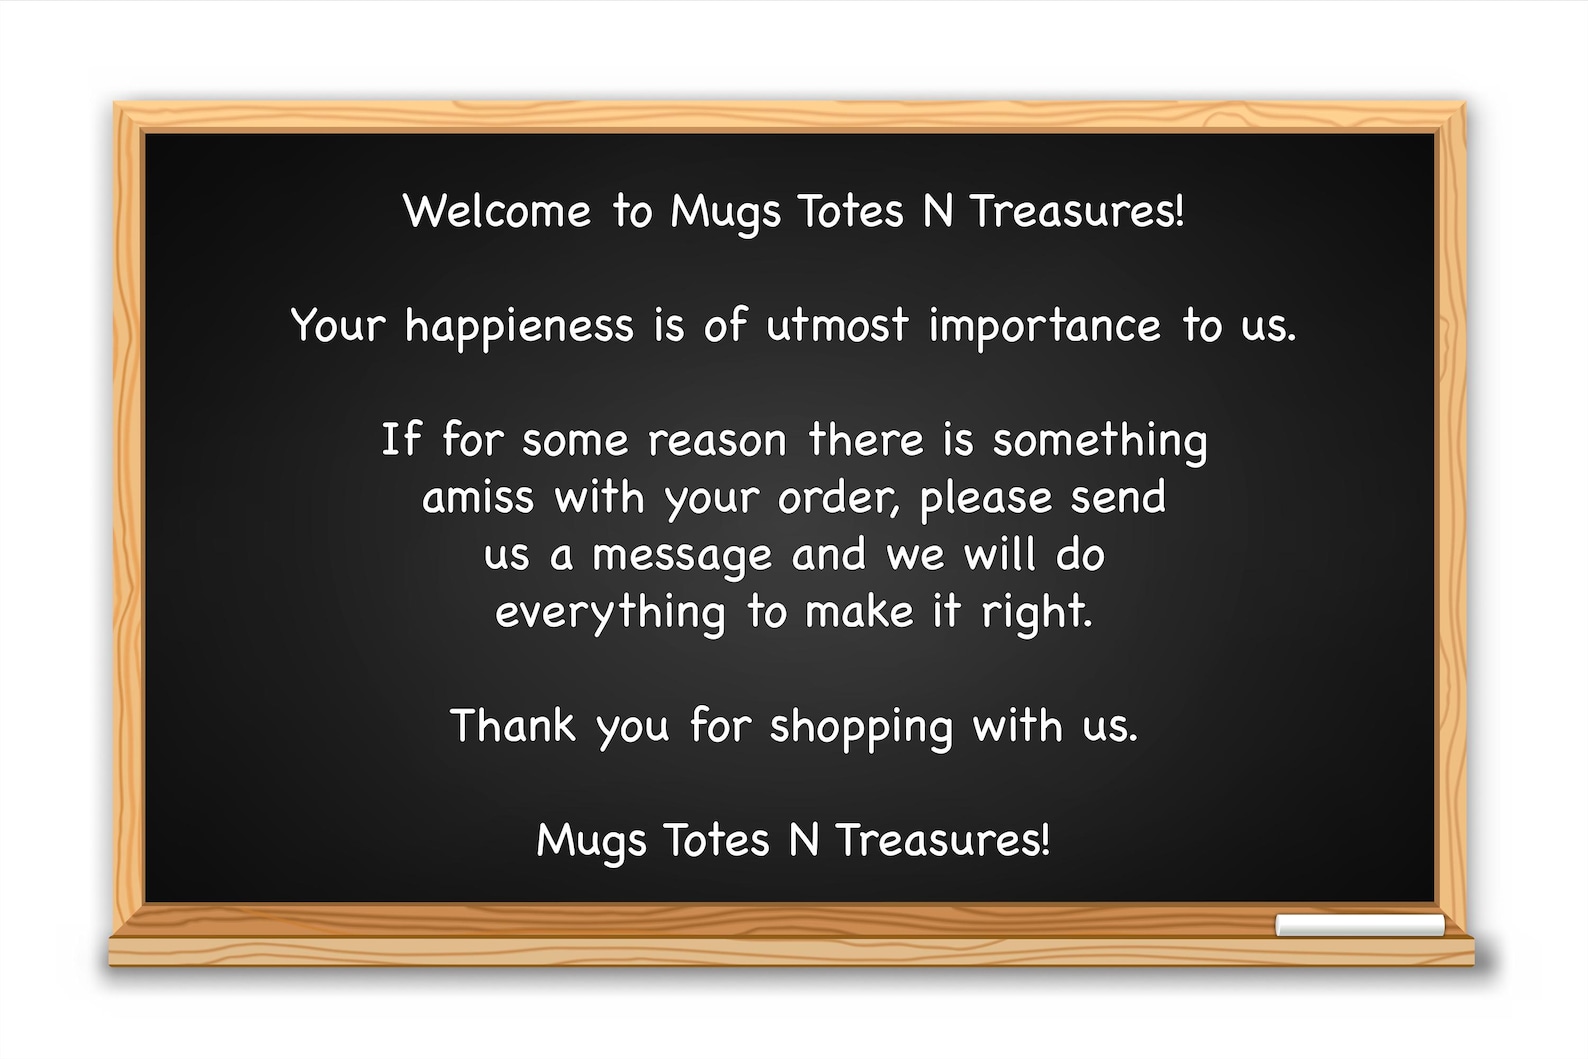 Welcome to Mugs Totes N Treasures!
Your happieness is of utmost importance to us.
If for some reason there is something
amiss with your order, please send
us a message and we will do
everything to make it right.
Thank you for shopping with us.
Mugs Totes N Treasures!